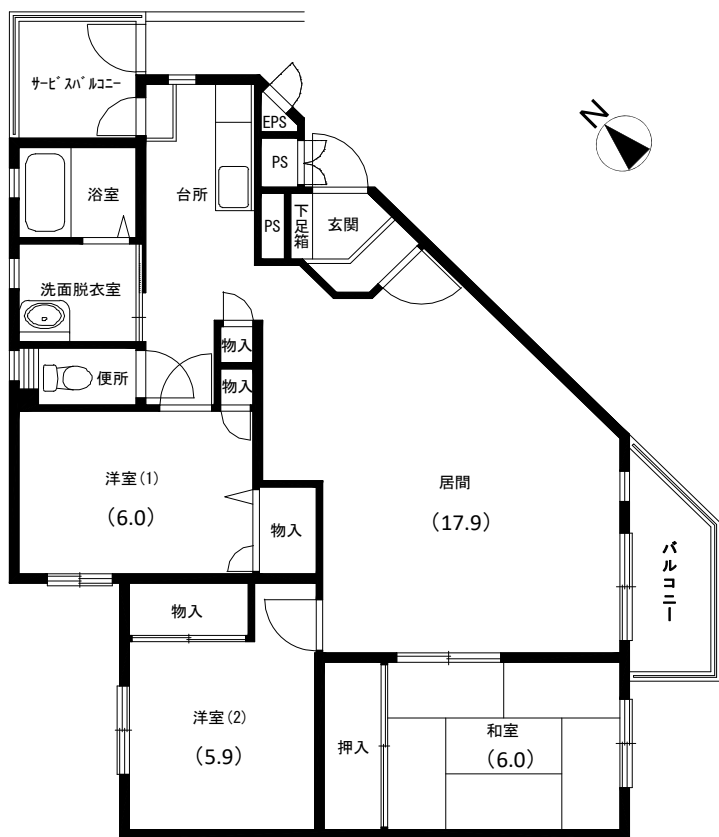 サービスバルコニー
N
EPS
PS
浴室
台所
PS
下足箱
玄関
洗面脱衣室
物入
便所
物入
洋室(1)
(6.0)
居間
(17.9)
物入
バルコニー
物入
洋室(2)
(5.9)
押入
和室
(6.0)